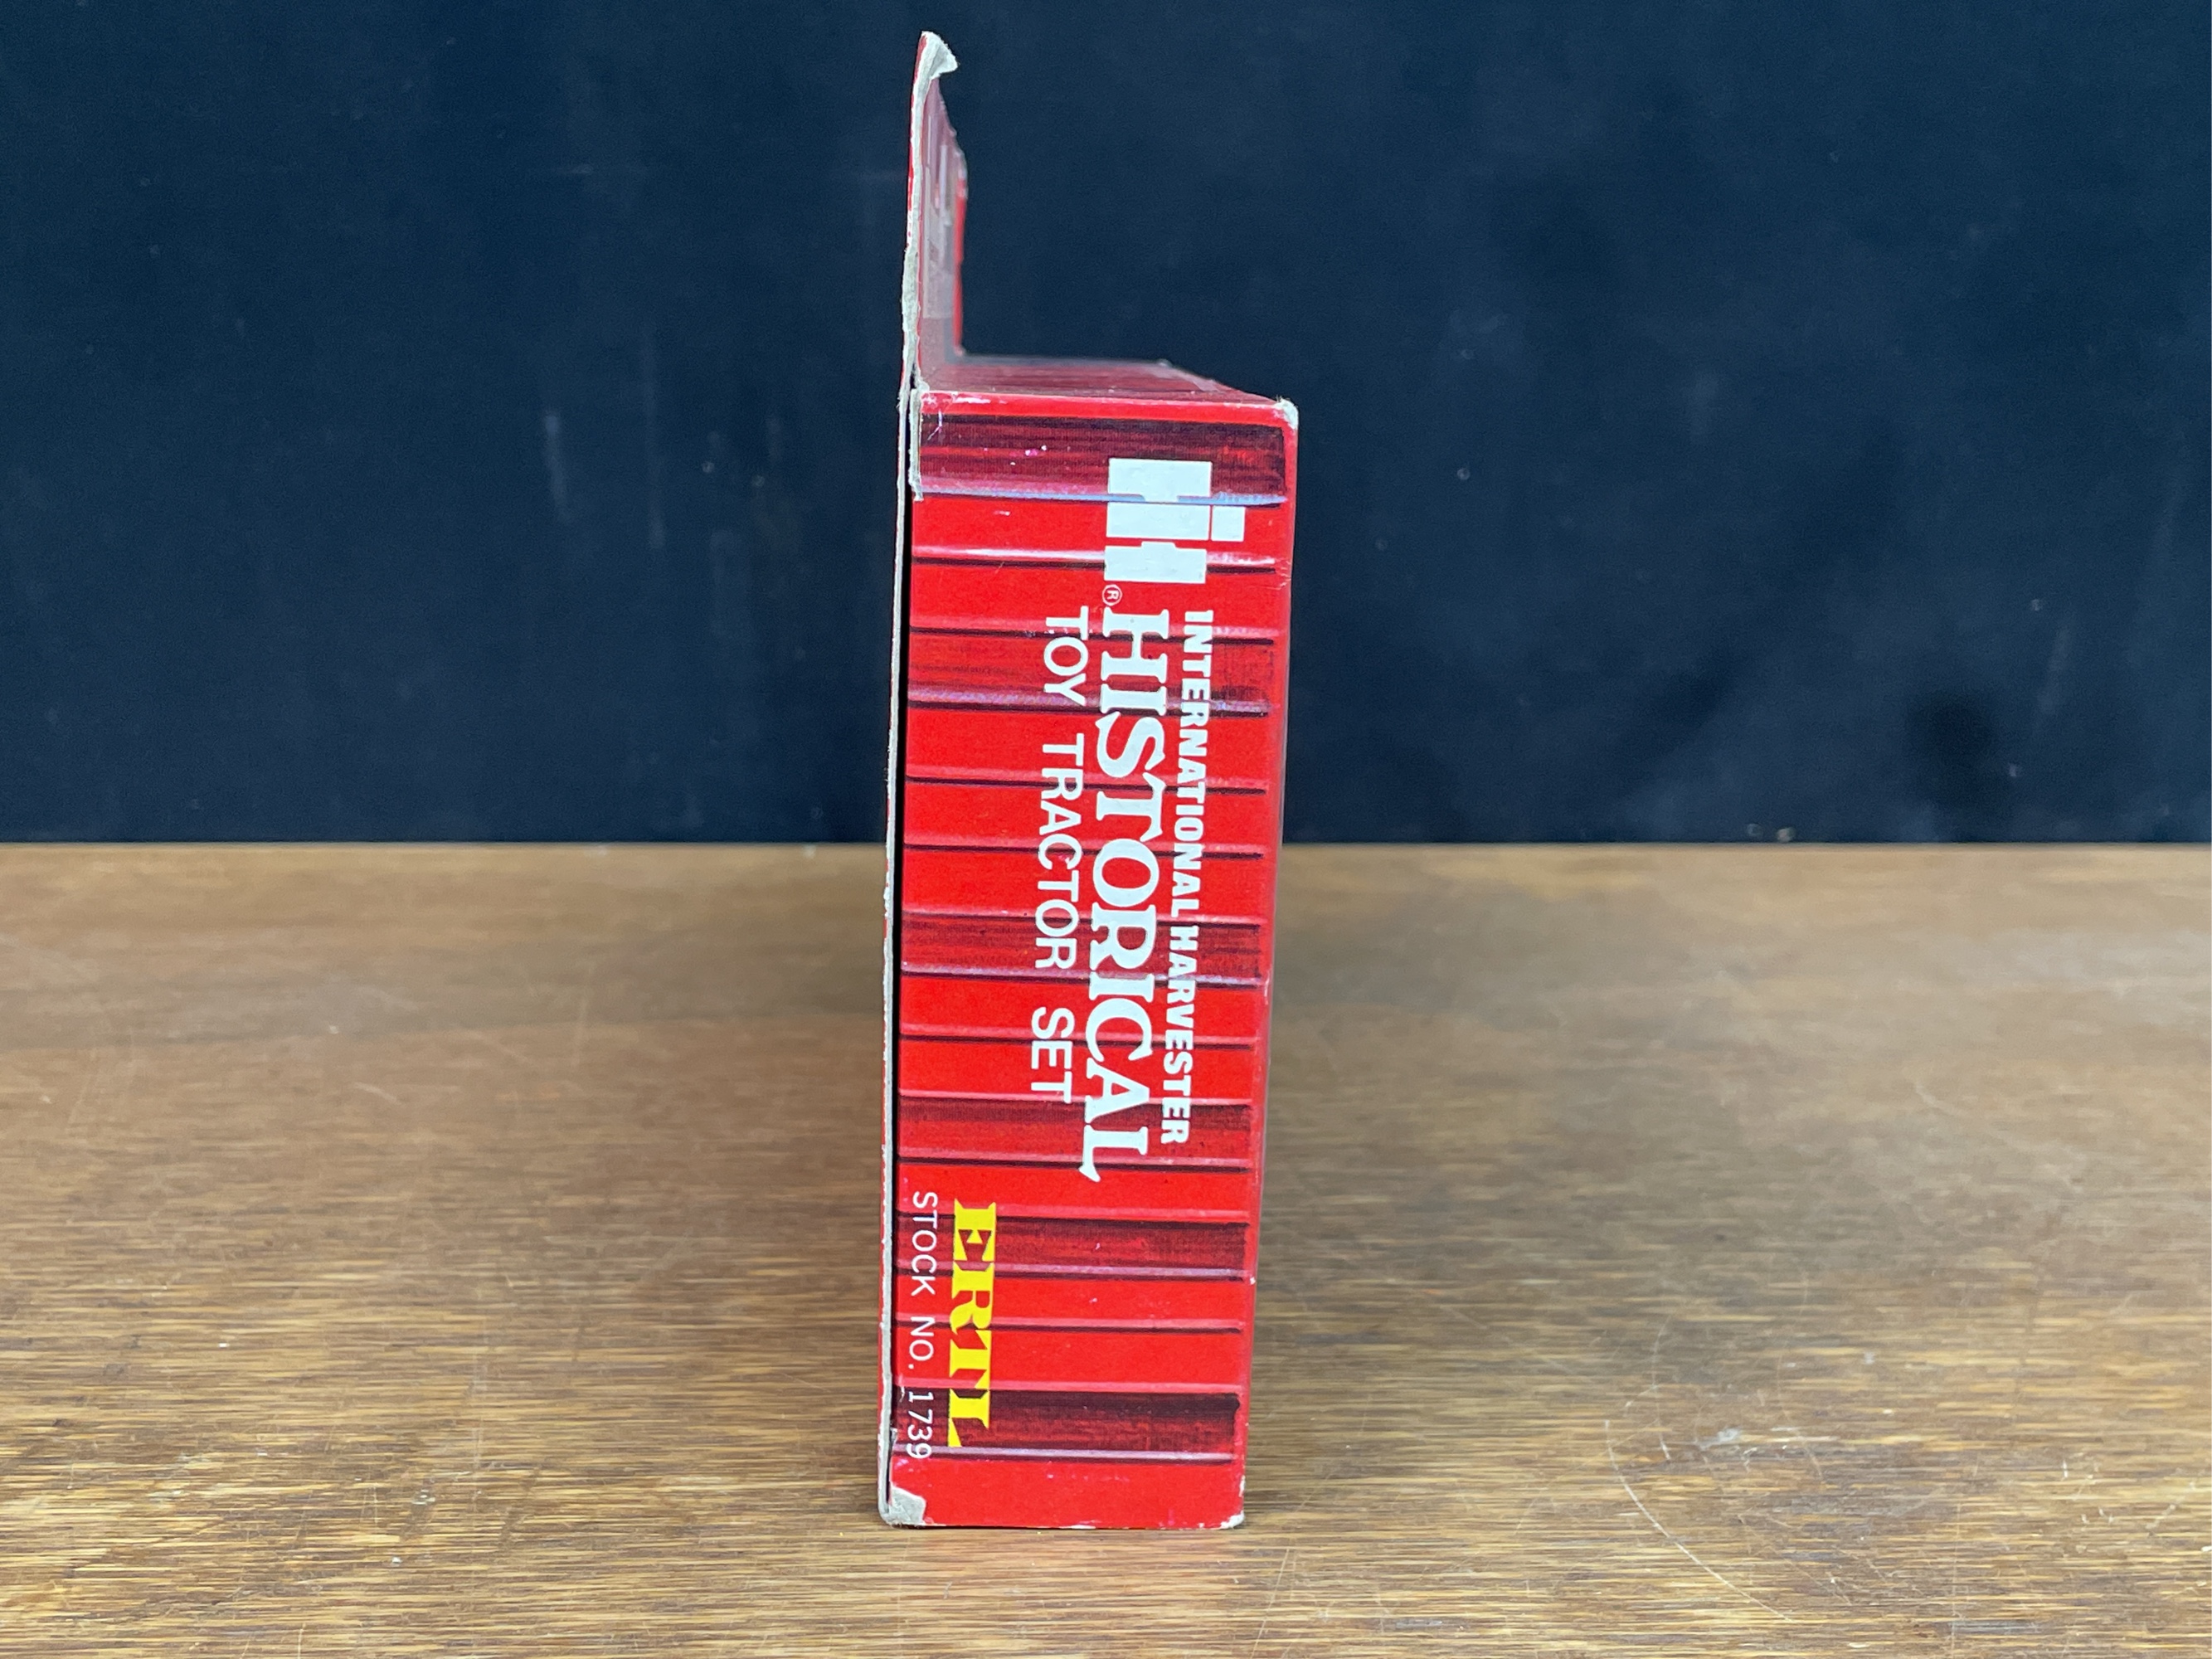 INTERNATIONAL HARVESTER
HISTORICAL
®
TOY TRACTOR SET
ERTL
STOCK NO. 1739